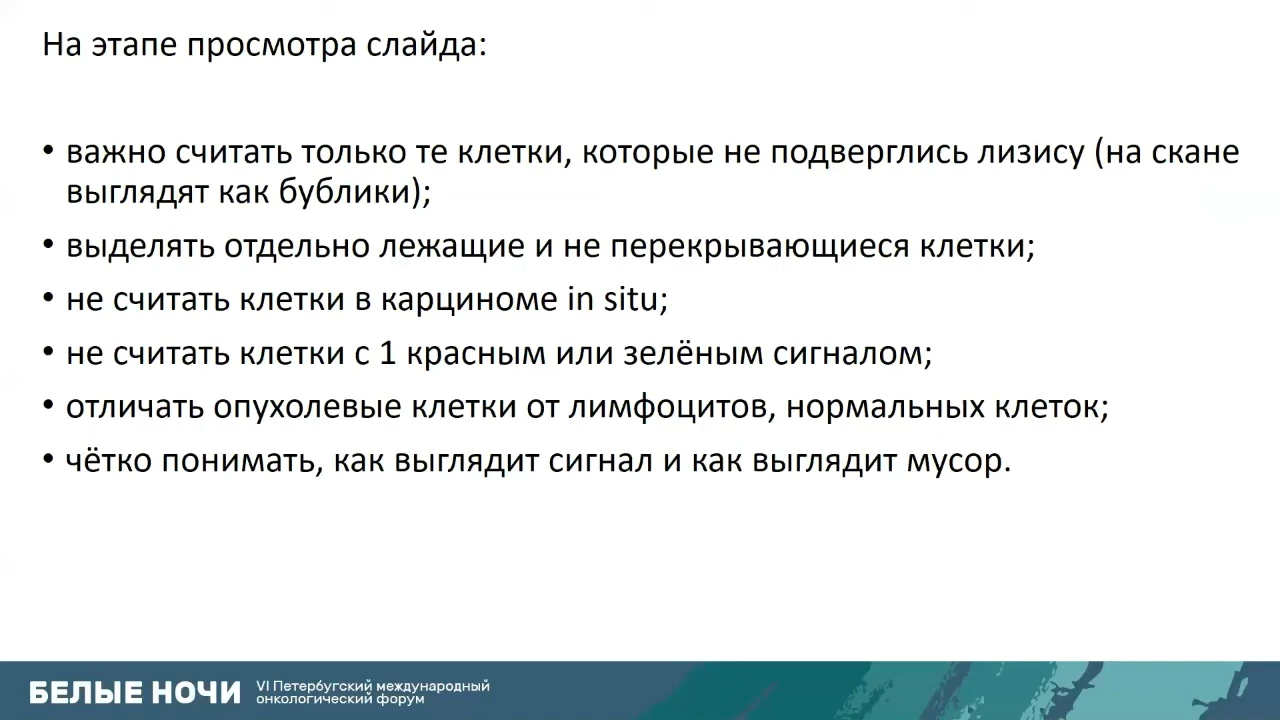 На этапе просмотра слайда:
• важно считать только те клетки, которые не подверглись лизису (на скане
выглядят как бублики);
• выделять отдельно лежащие и не перекрывающиеся клетки;
• не считать клетки в карциноме in situ;
• не считать клетки с 1 красным или зелёным сигналом;
• отличать опухолевые клетки от лимфоцитов, нормальных клеток;
• чётко понимать, как выглядит сигнал и как выглядит мусор.
БЕЛЫЕ НОЧИ
VI Петербугский международный
онкологический форум